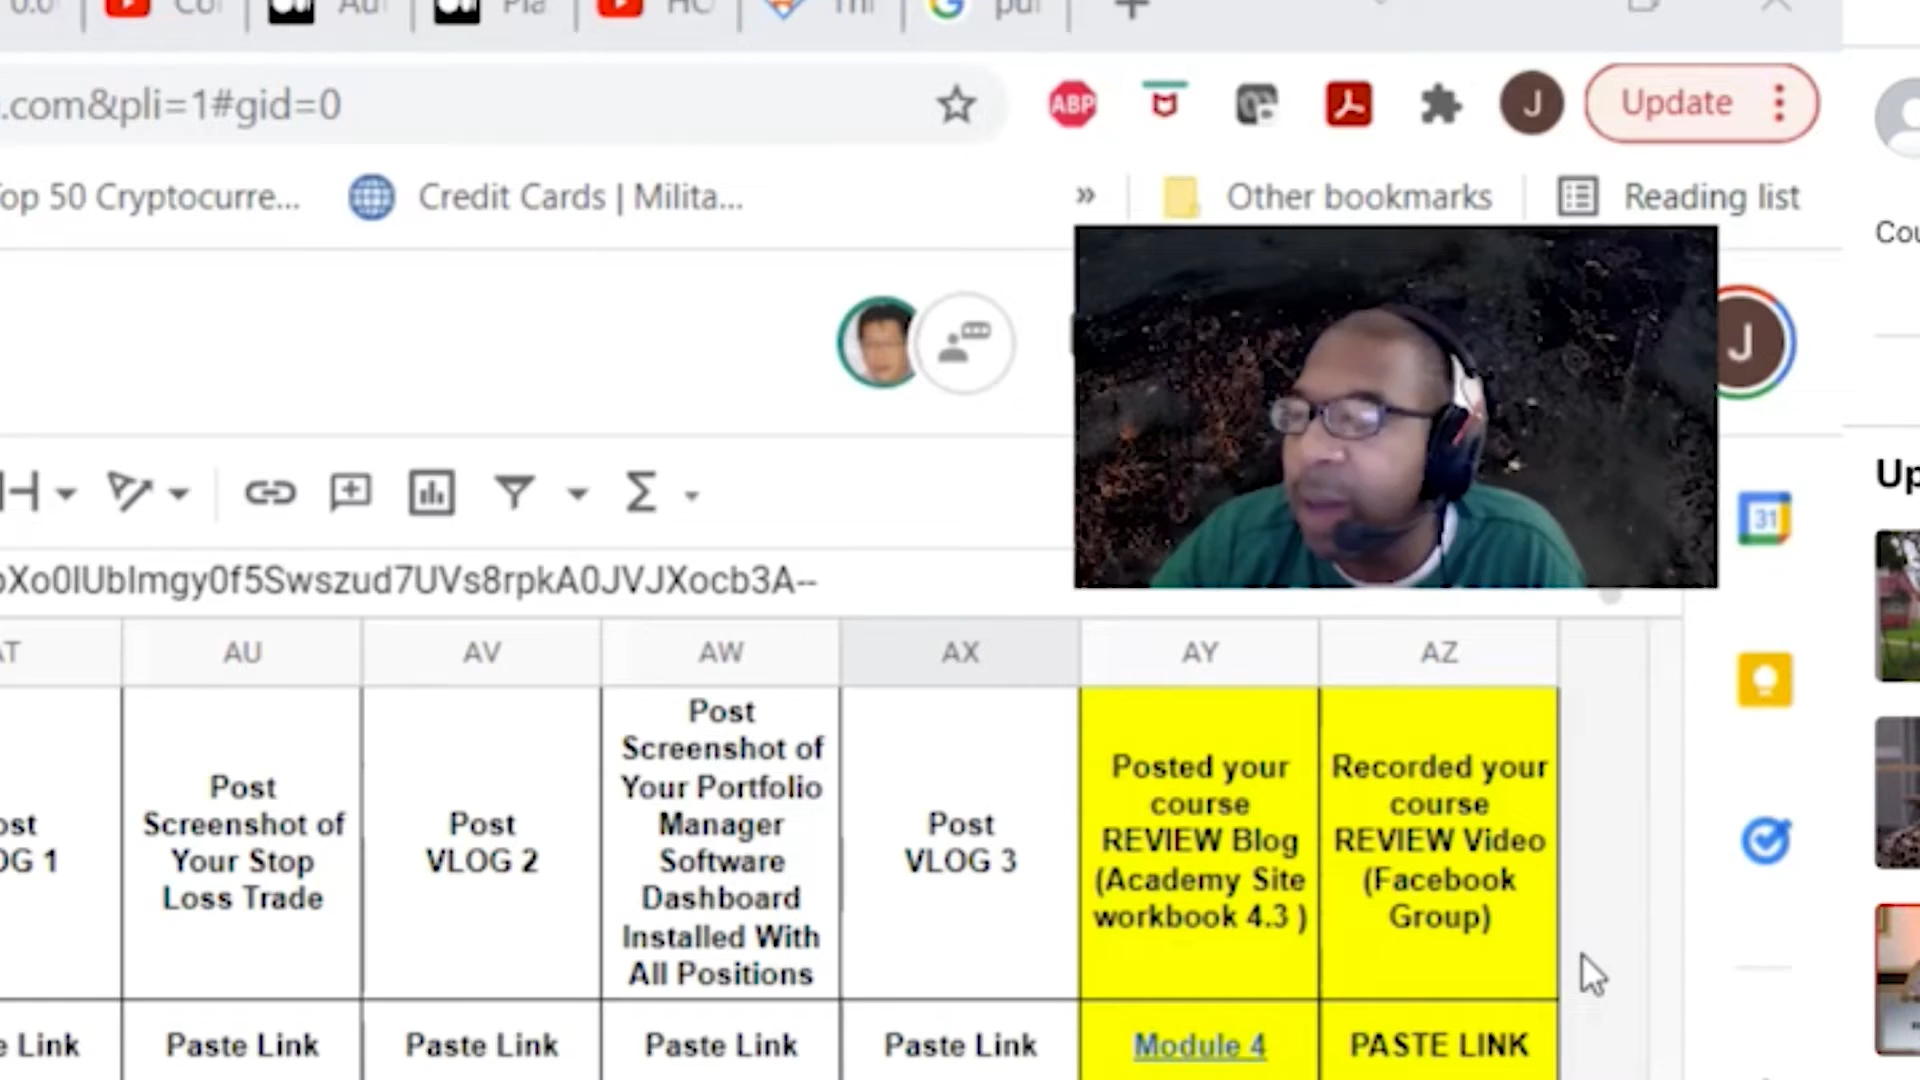 .com&pli=1#gid=0
ABP
J
Update
op 50 Cryptocurre...
Credit Cards | Milita...
»
Other bookmarks
Reading list
Cou
J
Up
31
AU
AV
AW
AX
AY
AZ
Post
Screenshot of
Your Stop
Loss Trade
Post
VLOG 2
Post
Screenshot of
Your Portfolio
Manager
Software
Dashboard
Installed With
All Positions
Post
VLOG 3
Posted your
course
REVIEW Blog
(Academy Site
workbook 4.3 )
Recorded your
course
REVIEW Video
(Facebook
Group)
Link
Paste Link
Paste Link
Paste Link
Paste Link
Module 4
PASTE LINK